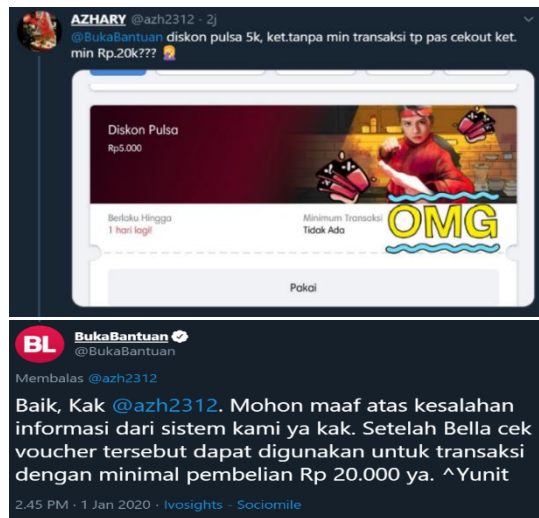 AZHARY @azh2312 · 2j
@BukaBantuan diskon pulsa 5k, ket.tanpa min transaksi tp pas cekout ket.
min Rp.20k??? 🤦‍♀️
Diskon Pulsa
Rp5.000
Berlaku Hingga
1 hari lagi!
Minimum Transaksi
Tidak Ada
OMG
Pakai
BL
BukaBantuan
@BukaBantuan
Membalas @azh2312
Baik, Kak @azh2312. Mohon maaf atas kesalahan
informasi dari sistem kami ya kak. Setelah Bella cek
voucher tersebut dapat digunakan untuk transaksi
dengan minimal pembelian Rp 20.000 ya. ^Yunit
2.45 PM · 1 Jan 2020 · Ivosights - Sociomile